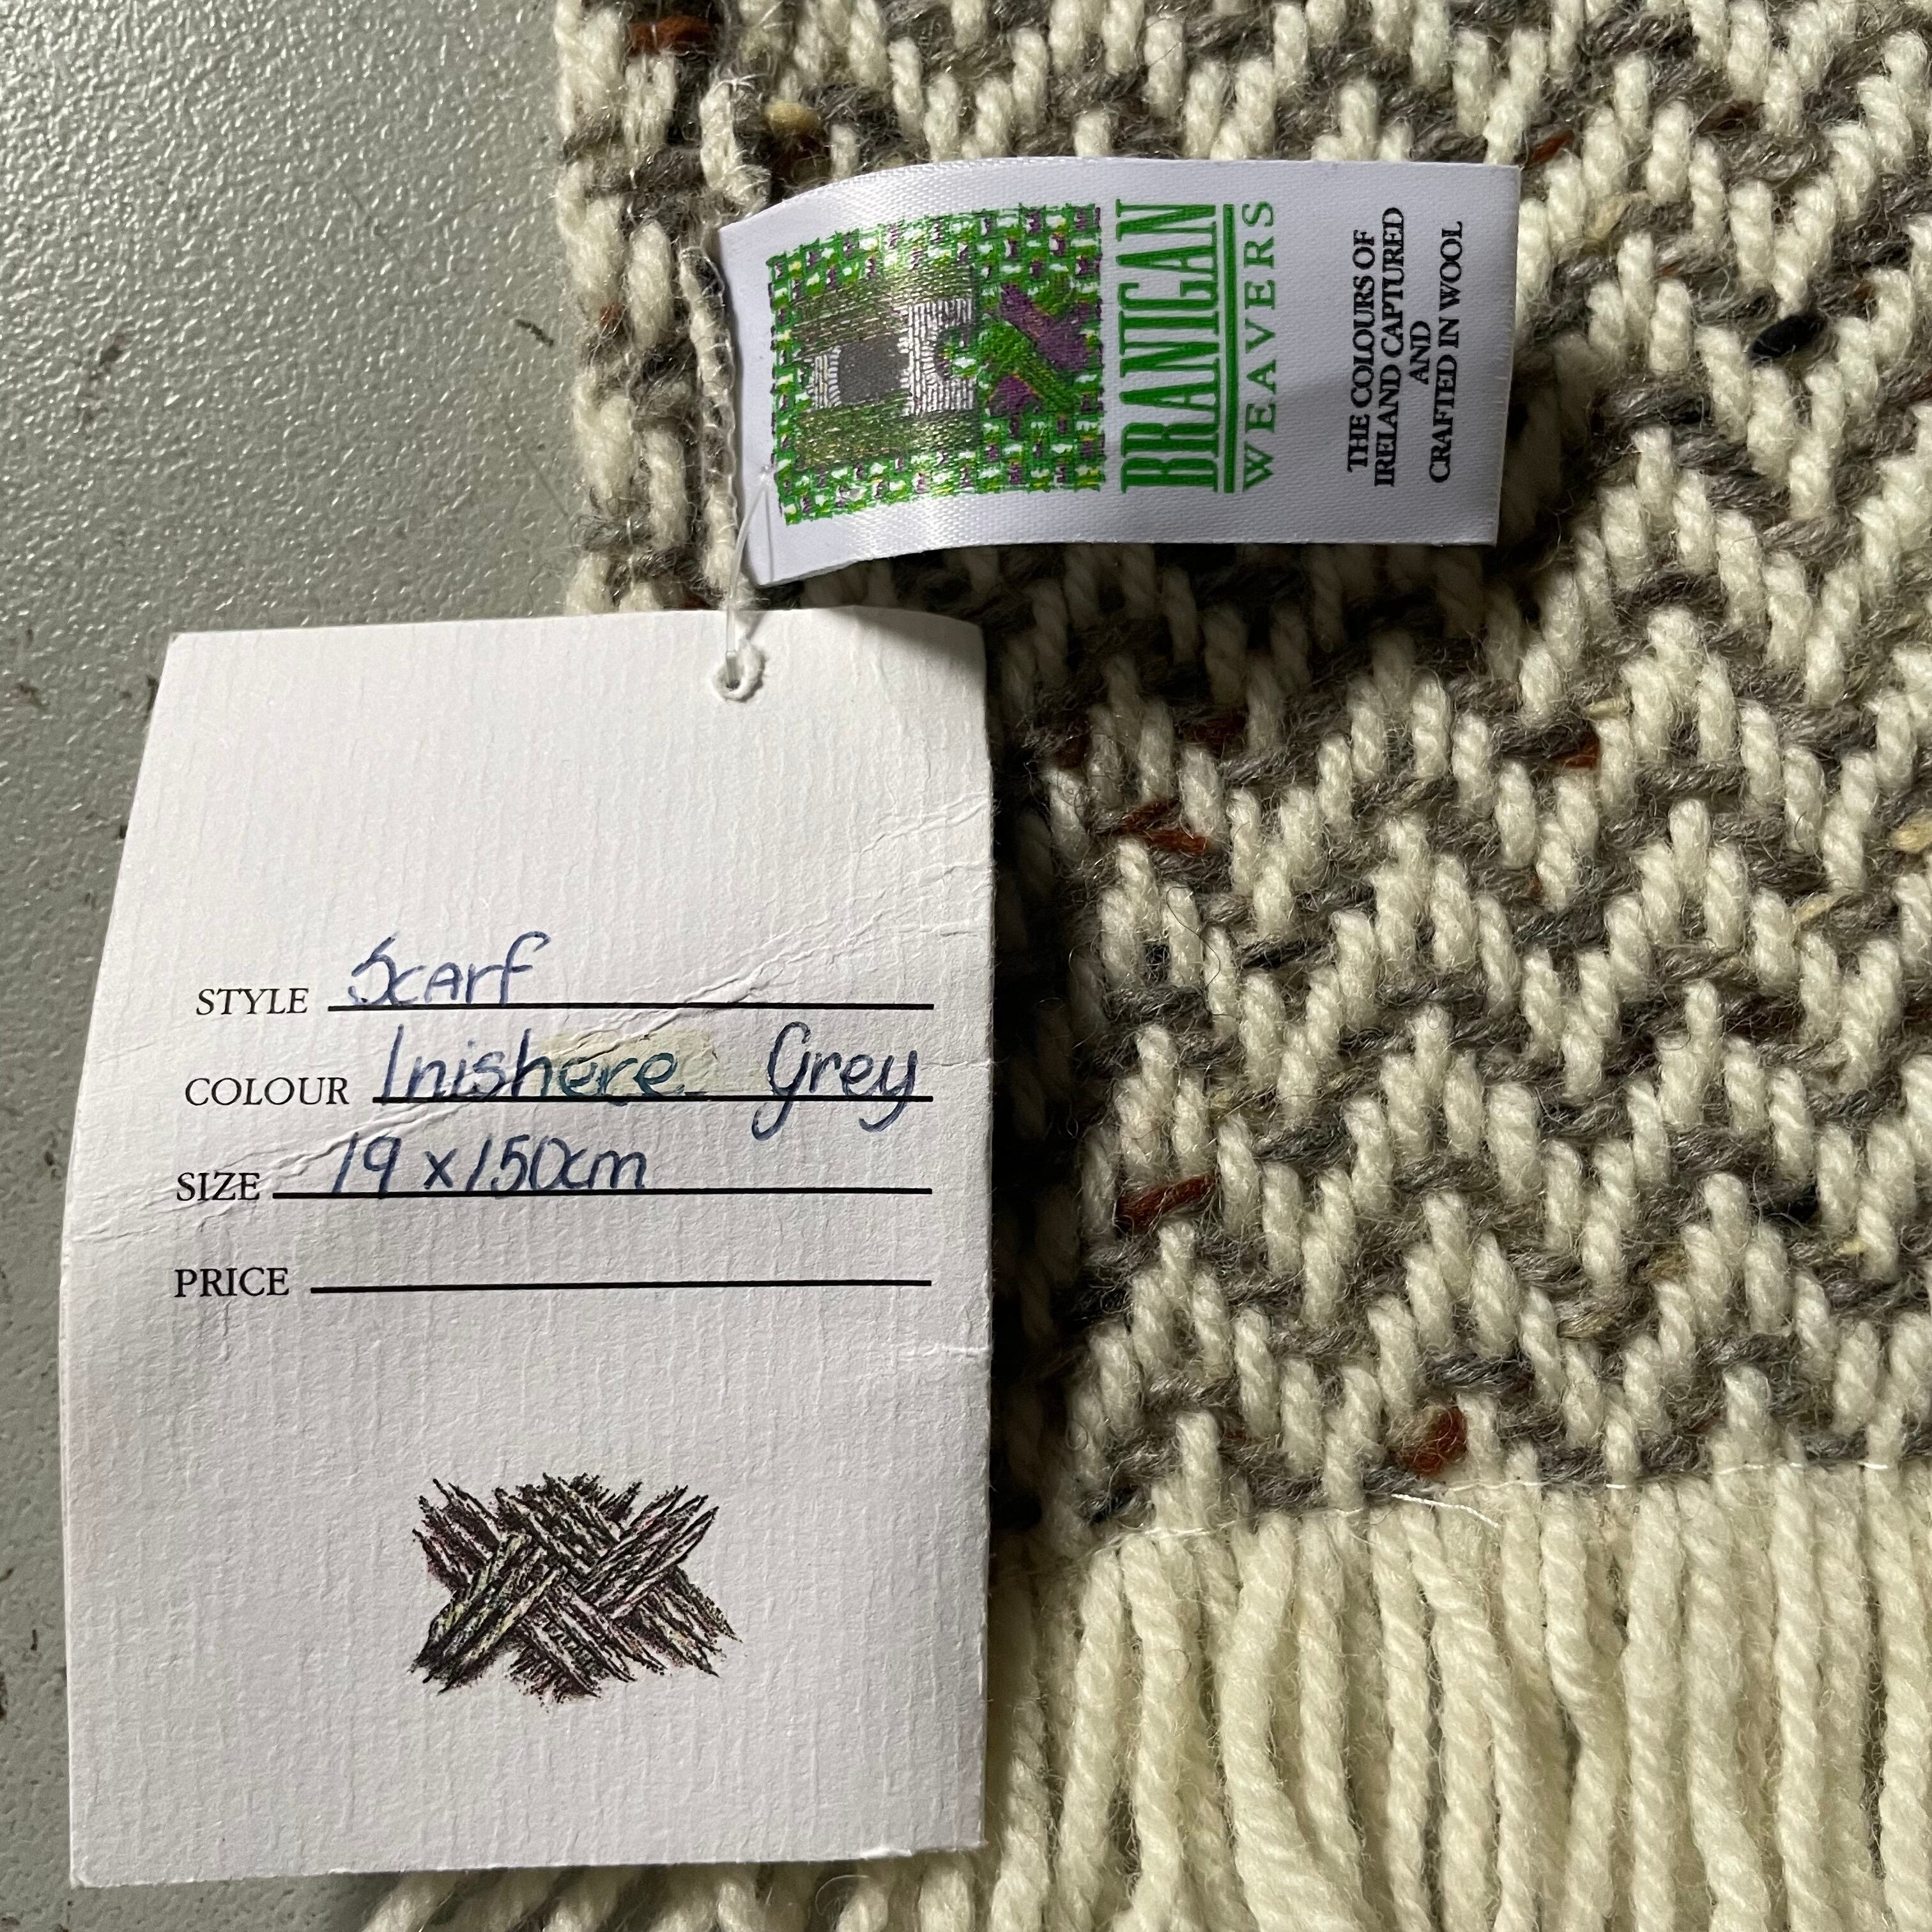 BRANIGAN
WEAVERS
THE COLOURS OF
IRELAND CAPTURED
AND
CRAFTED IN WOOL
STYLE Scarf
COLOUR Inishere Grey
SIZE 19 x 150cm
PRICE